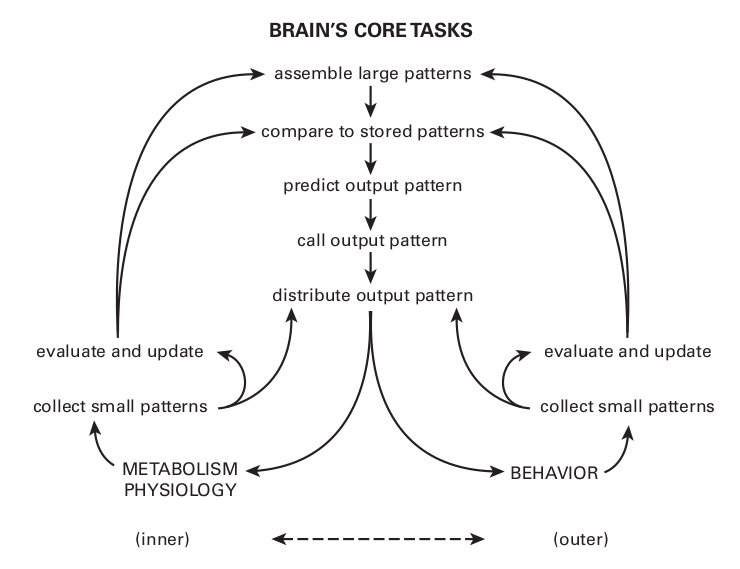 BRAIN'S CORE TASKS
assemble large patterns
compare to stored patterns
predict output pattern
call output pattern
distribute output pattern
evaluate and update
evaluate and update
collect small patterns
collect small patterns
METABOLISM
PHYSIOLOGY
BEHAVIOR
(inner)
(outer)